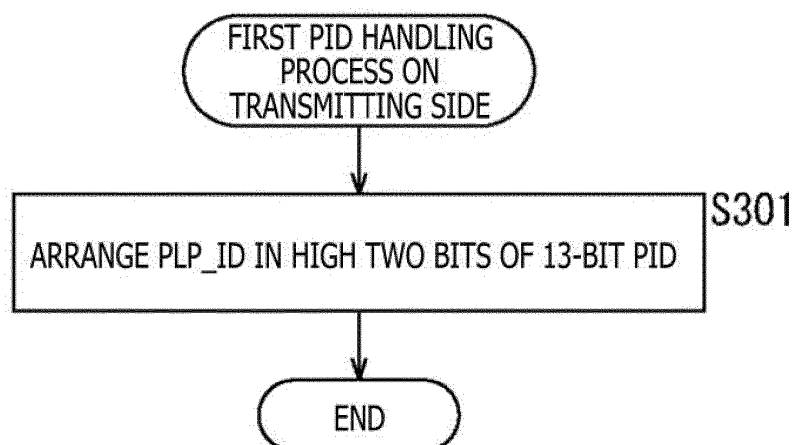 FIRST PID HANDLING
PROCESS ON
TRANSMITTING SIDE
S301
ARRANGE PLP_ID IN HIGH TWO BITS OF 13-BIT PID
END